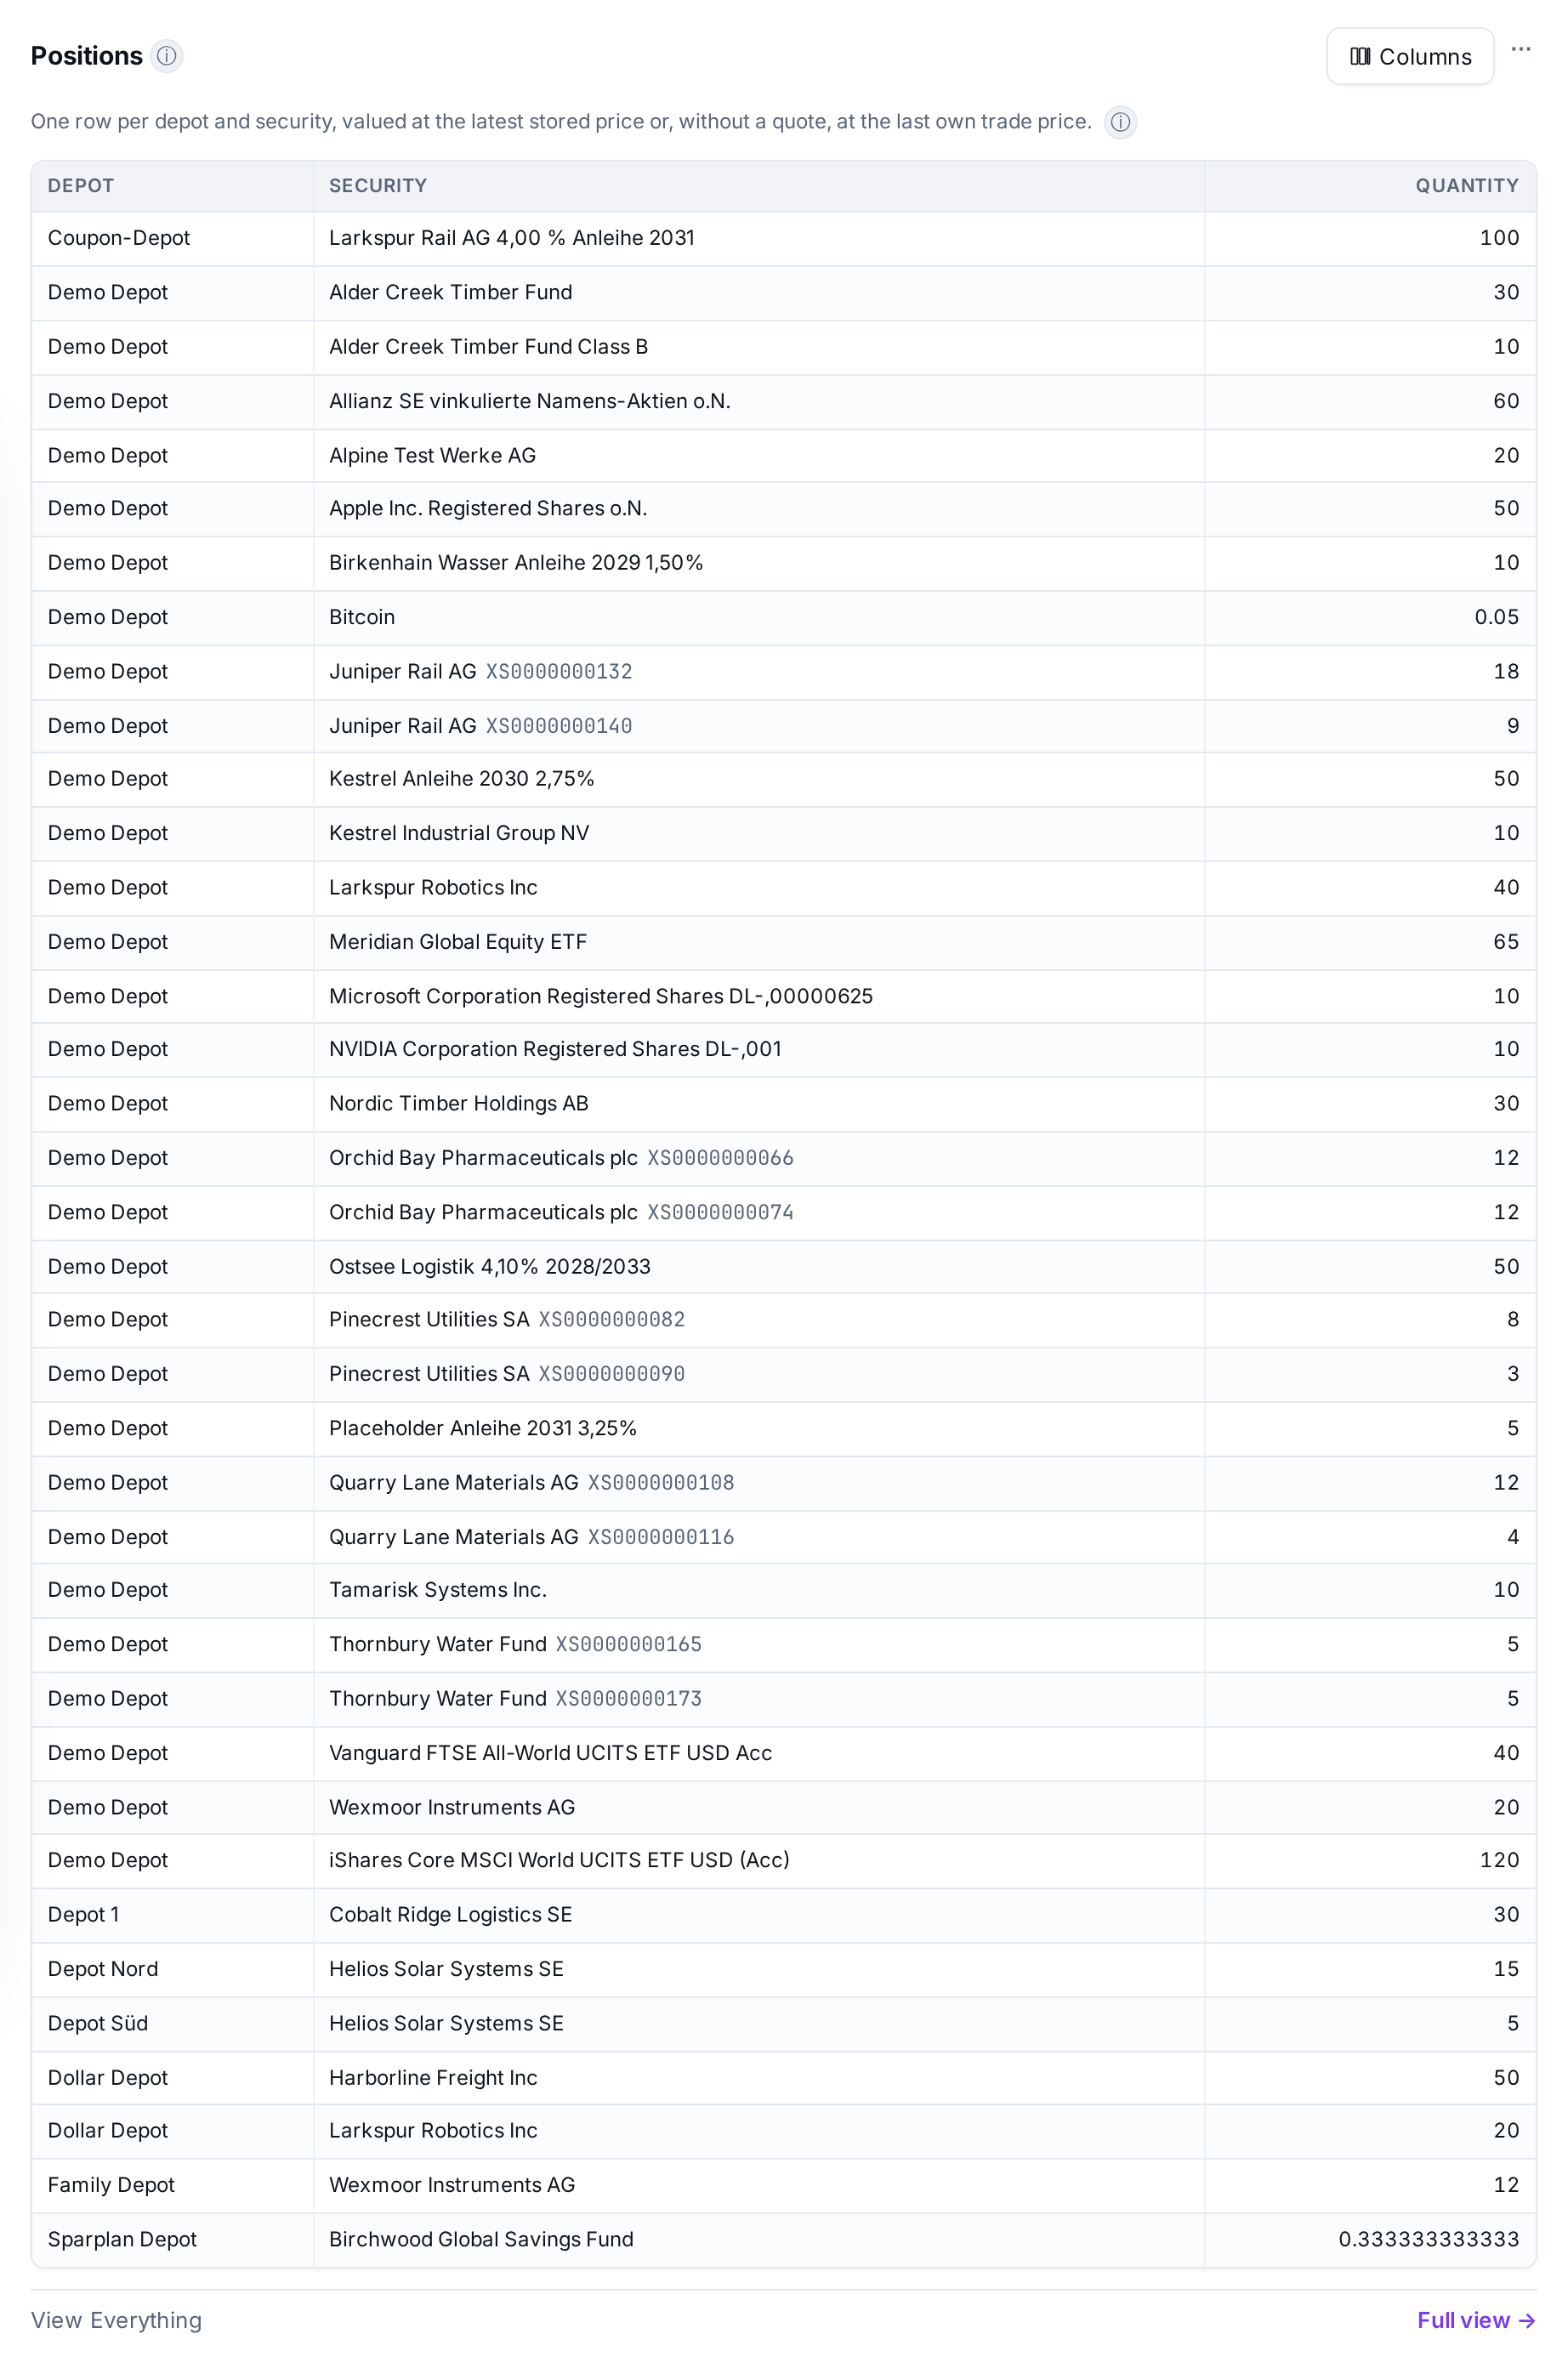 Positions ⓘ
Columns ···
One row per depot and security, valued at the latest stored price or, without a quote, at the last own trade price. ⓘ
DEPOT SECURITY QUANTITY
Coupon-Depot Larkspur Rail AG 4,00 % Anleihe 2031 100
Demo Depot Alder Creek Timber Fund 30
Demo Depot Alder Creek Timber Fund Class B 10
Demo Depot Allianz SE vinkulierte Namens-Aktien o.N. 60
Demo Depot Alpine Test Werke AG 20
Demo Depot Apple Inc. Registered Shares o.N. 50
Demo Depot Birkenhain Wasser Anleihe 2029 1,50% 10
Demo Depot Bitcoin 0.05
Demo Depot Juniper Rail AG XS0000000132 18
Demo Depot Juniper Rail AG XS0000000140 9
Demo Depot Kestrel Anleihe 2030 2,75% 50
Demo Depot Kestrel Industrial Group NV 10
Demo Depot Larkspur Robotics Inc 40
Demo Depot Meridian Global Equity ETF 65
Demo Depot Microsoft Corporation Registered Shares DL-,00000625 10
Demo Depot NVIDIA Corporation Registered Shares DL-,001 10
Demo Depot Nordic Timber Holdings AB 30
Demo Depot Orchid Bay Pharmaceuticals plc XS0000000066 12
Demo Depot Orchid Bay Pharmaceuticals plc XS0000000074 12
Demo Depot Ostsee Logistik 4,10% 2028/2033 50
Demo Depot Pinecrest Utilities SA XS0000000082 8
Demo Depot Pinecrest Utilities SA XS0000000090 3
Demo Depot Placeholder Anleihe 2031 3,25% 5
Demo Depot Quarry Lane Materials AG XS0000000108 12
Demo Depot Quarry Lane Materials AG XS0000000116 4
Demo Depot Tamarisk Systems Inc. 10
Demo Depot Thornbury Water Fund XS0000000165 5
Demo Depot Thornbury Water Fund XS0000000173 5
Demo Depot Vanguard FTSE All-World UCITS ETF USD Acc 40
Demo Depot Wexmoor Instruments AG 20
Demo Depot iShares Core MSCI World UCITS ETF USD (Acc) 120
Depot 1 Cobalt Ridge Logistics SE 30
Depot Nord Helios Solar Systems SE 15
Depot Süd Helios Solar Systems SE 5
Dollar Depot Harborline Freight Inc 50
Dollar Depot Larkspur Robotics Inc 20
Family Depot Wexmoor Instruments AG 12
Sparplan Depot Birchwood Global Savings Fund 0.333333333333
View Everything Full view →